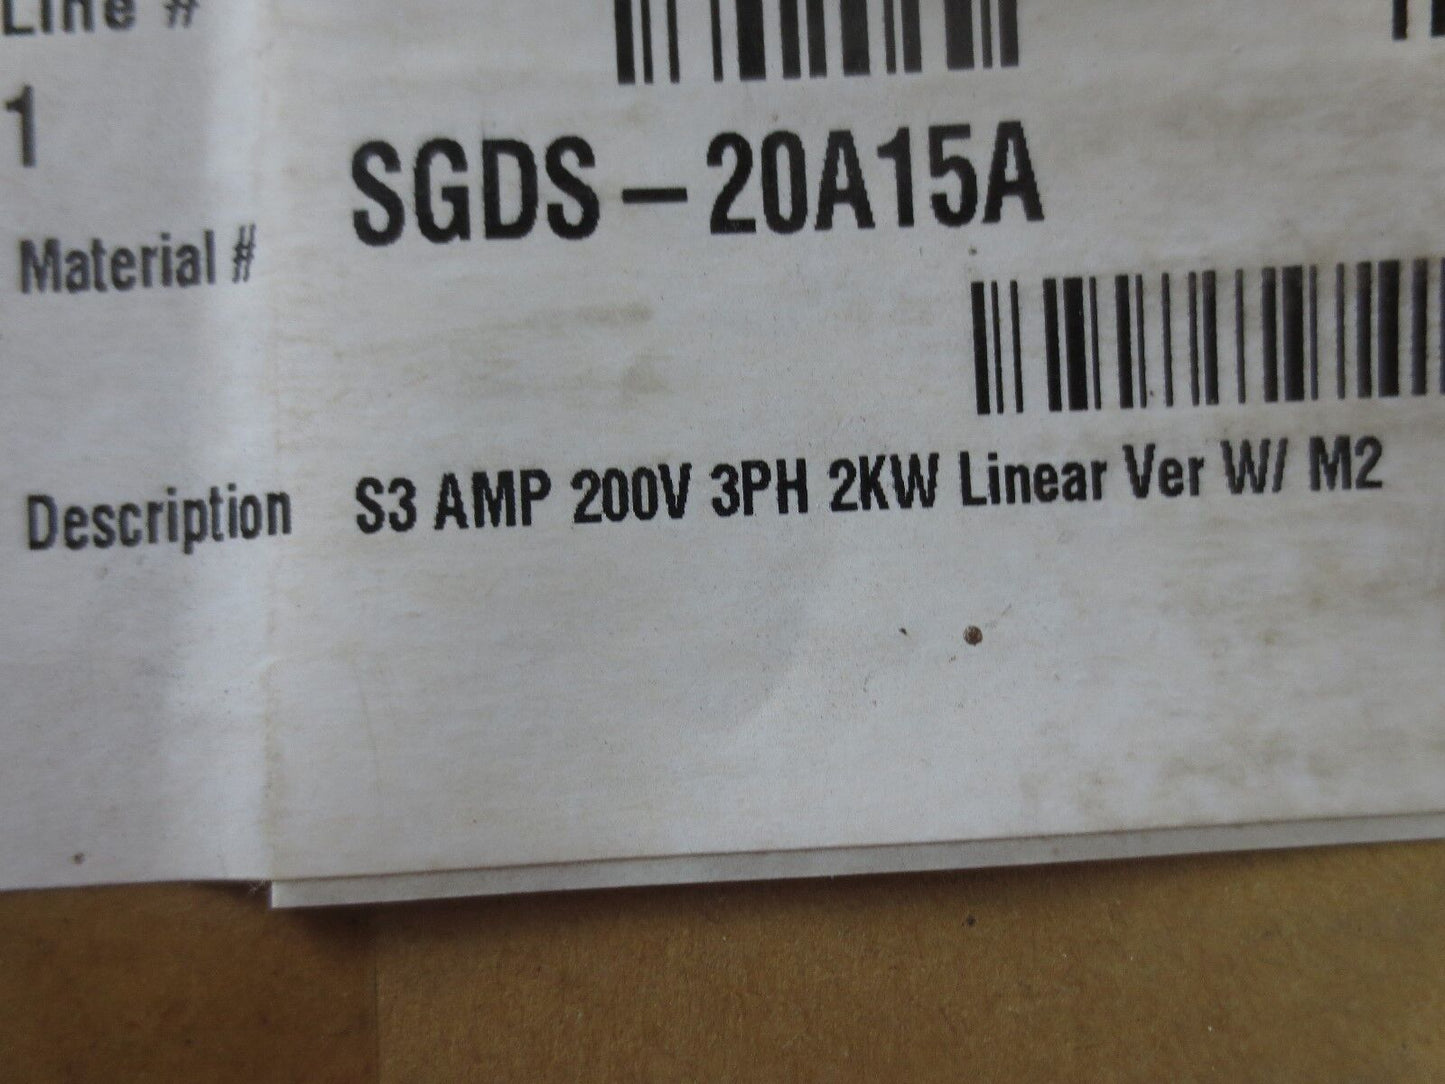 Line #
1
SGDS-20A15A
Material #
Description S3 AMP 200V 3PH 2KW Linear Ver W/ M2